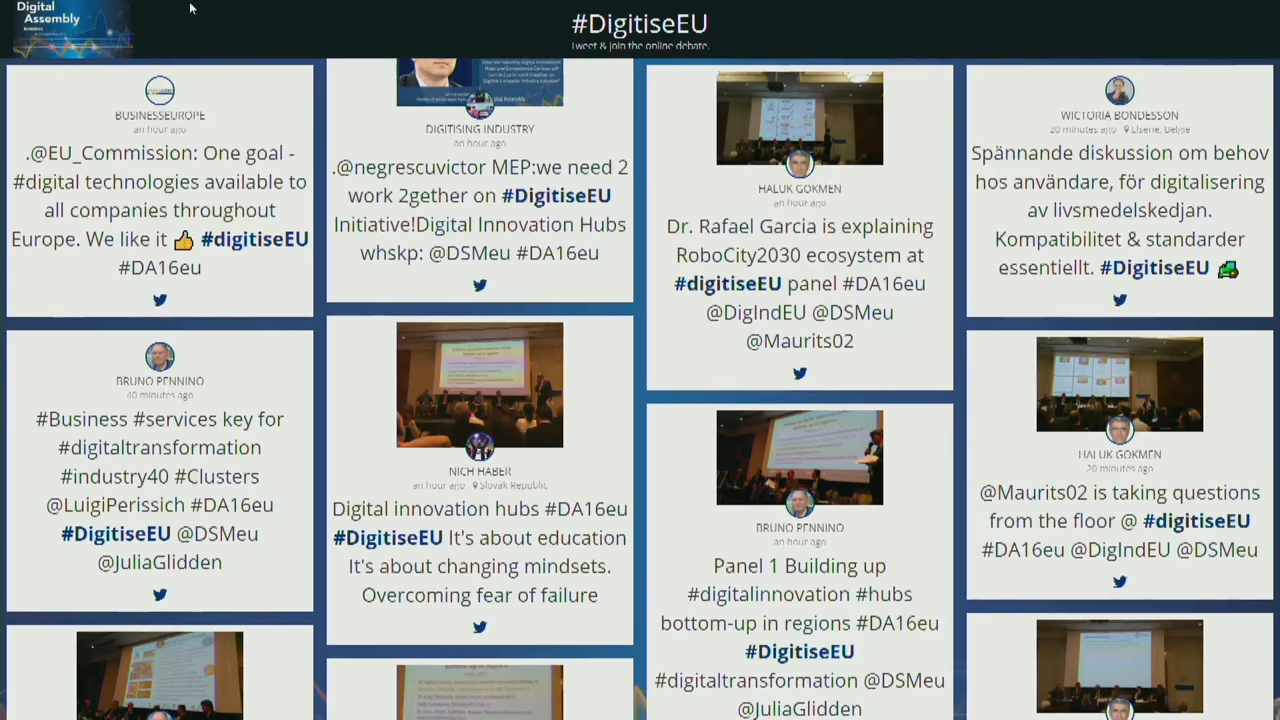 Digital
Assembly
#DigitiseEU
Tweet & join the online debate.
BUSINESSEUROPE
an hour ago
.@EU_Commission: One goal -
#digital technologies available to
all companies throughout
Europe. We like it 👍 #digitiseEU
#DA16eu
BRUNO PENNINO
40 minutes ago
#Business #services key for
#digitaltransformation
#industry40 #Clusters
@LuigiPerissich #DA16eu
#DigitiseEU @DSMeu
@JuliaGlidden
DIGITISING INDUSTRY
an hour ago
.@negrescuvictor MEP:we need 2
work 2gether on #DigitiseEU
Initiative!Digital Innovation Hubs
whskp: @DSMeu #DA16eu
NICH HABER
an hour ago Slovak Republic
Digital innovation hubs #DA16eu
#DigitiseEU It's about education
It's about changing mindsets.
Overcoming fear of failure
HALUK GOKMEN
an hour ago
Dr. Rafael Garcia is explaining
RoboCity2030 ecosystem at
#digitiseEU panel #DA16eu
@DigIndEU @DSMeu
@Maurits02
BRUNO PENNINO
an hour ago
Panel 1 Building up
#digitalinnovation #hubs
bottom-up in regions #DA16eu
#DigitiseEU
#digitaltransformation @DSMeu
@JuliaGlidden
WICTORIA BONDESSON
20 minutes ago Elsene, België
Spännande diskussion om behov
hos användare, för digitalisering
av livsmedelskedjan.
Kompatibilitet & standarder
essentiellt. #DigitiseEU 🚜
HALUK GOKMEN
20 minutes ago
@Maurits02 is taking questions
from the floor @ #digitiseEU
#DA16eu @DigIndEU @DSMeu